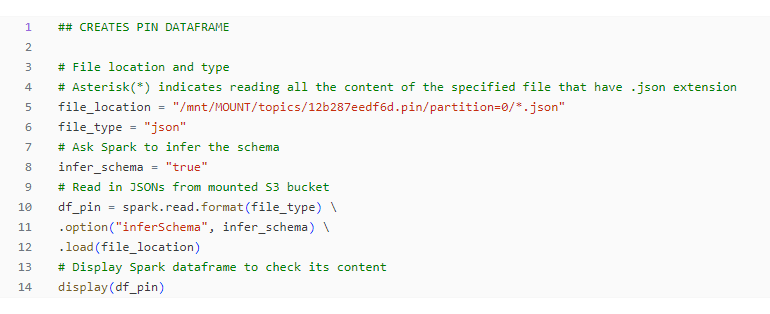 1 ## CREATES PIN DATAFRAME
2
3 # File location and type
4 # Asterisk(*) indicates reading all the content of the specified file that have .json extension
5 file_location = "/mnt/MOUNT/topics/12b287eedf6d.pin/partition=0/*.json"
6 file_type = "json"
7 # Ask Spark to infer the schema
8 infer_schema = "true"
9 # Read in JSONs from mounted S3 bucket
10 df_pin = spark.read.format(file_type) \
11 .option("inferSchema", infer_schema) \
12 .load(file_location)
13 # Display Spark dataframe to check its content
14 display(df_pin)